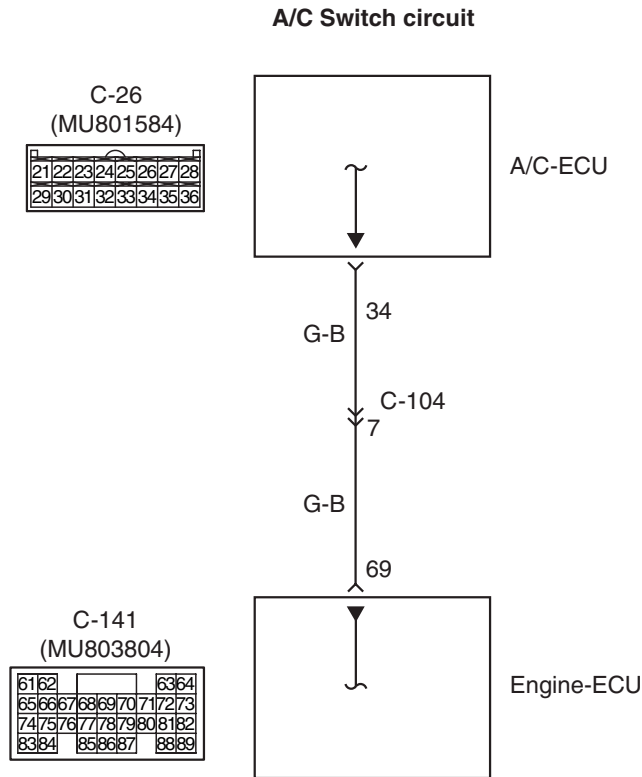 A/C Switch circuit
C-26
(MU801584)
21 22 23 24 25 26 27 28
29 30 31 32 33 34 35 36
A/C-ECU
34
G-B
C-104
7
G-B
69
C-141
(MU803804)
61 62 63 64
65 66 67 68 69 70 71 72 73
74 75 76 77 78 79 80 81 82
83 84 85 86 87 88 89
Engine-ECU